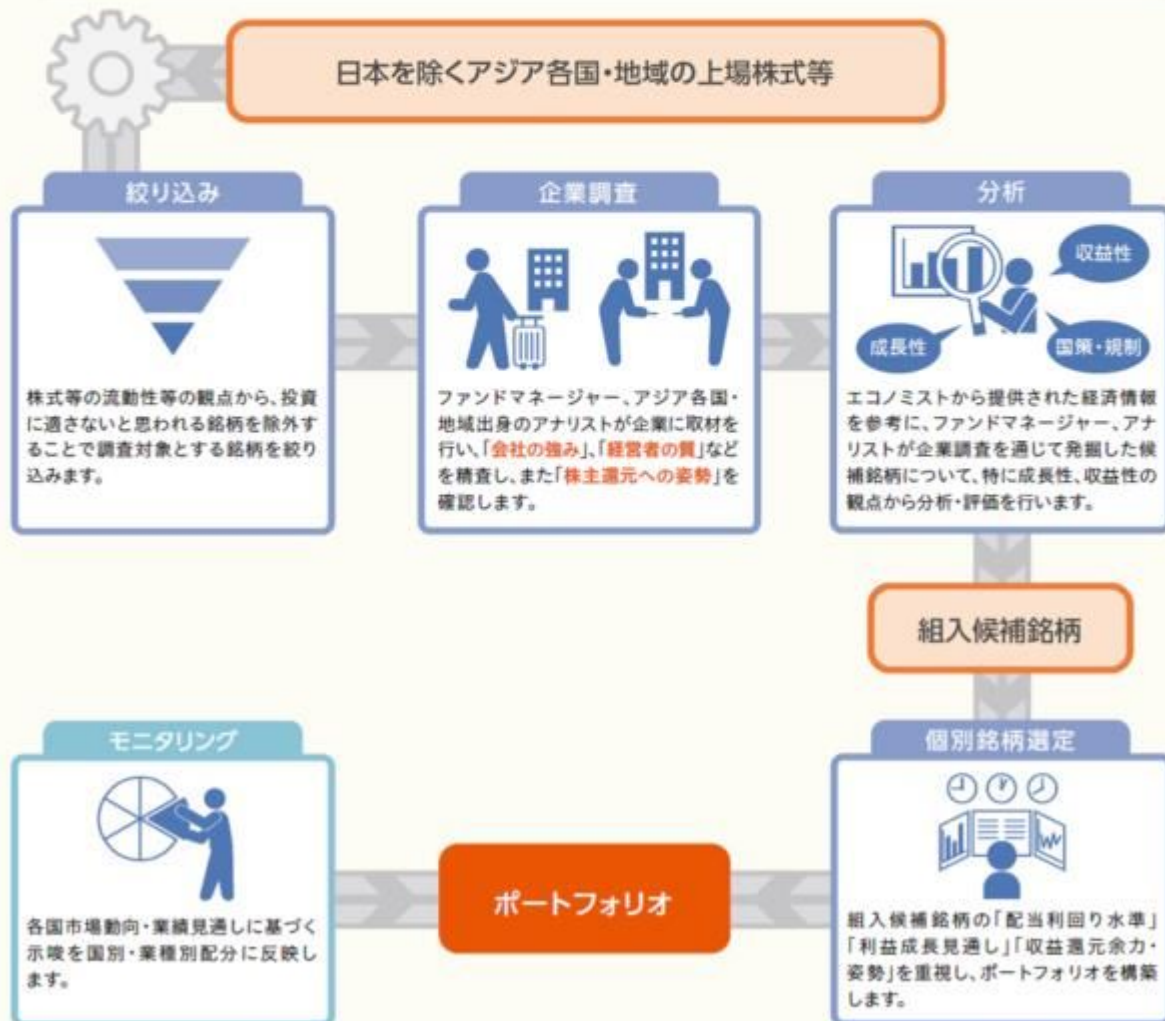 日本を除くアジア各国・地域の上場株式等
絞り込み
株式等の流動性等の観点から、投資
に適さないと思われる銘柄を除外す
ることで調査対象とする銘柄を絞り
込みます。
企業調査
ファンドマネージャー、アジア各国・
地域出身のアナリストが企業に取材を
行い、「会社の強み」、「経営者の質」など
を精査し、また「株主還元への姿勢」を
確認します。
分析
収益性
成長性
国策・規制
エコノミストから提供された経済情報
を参考に、ファンドマネージャー、アナ
リストが企業調査を通じて発掘した候
補銘柄について、特に成長性、収益性の
観点から分析・評価を行います。
組入候補銘柄
個別銘柄選定
組入候補銘柄の「配当利回り水準」
「利益成長見通し」「収益還元余力・
姿勢」を重視し、ポートフォリオを構築
します。
ポートフォリオ
モニタリング
各国市場動向・業績見通しに基づく
示唆を国別・業種別配分に反映し
ます。